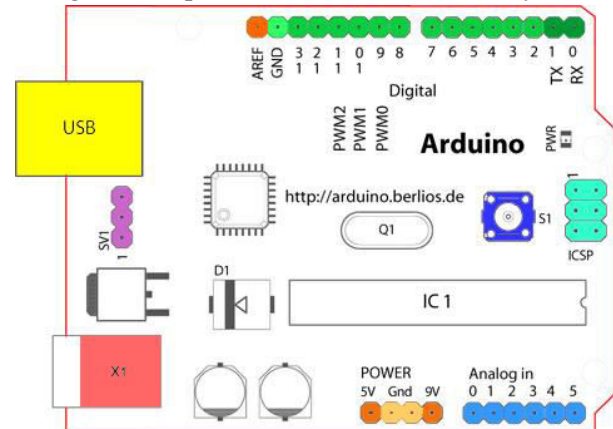 AREF GND 13 12 11 10 9 8 7 6 5 4 3 2 1 0
TX RX
Digital
USB
PWM2 PWM1 PWM0
Arduino
PWR
http://arduino.berlios.de
1
S1
SV1
1
Q1
ICSP
D1
IC 1
X1
POWER
5V Gnd 9V
Analog in
0 1 2 3 4 5